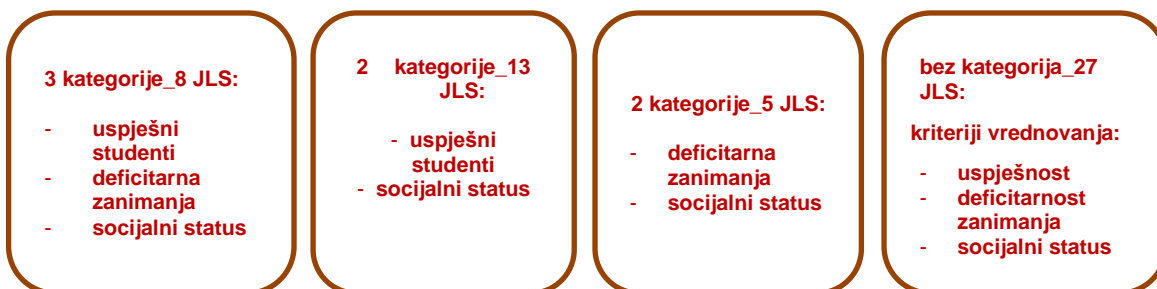 3 kategorije_8 JLS:
- uspješni
studenti
- deficitarna
zanimanja
- socijalni status
2 kategorije_13
JLS:
- uspješni
studenti
- socijalni status
2 kategorije_5 JLS:
- deficitarna
zanimanja
- socijalni status
bez kategorija_27
JLS:
kriteriji vrednovanja:
- uspješnost
- deficitarnost
zanimanja
- socijalni status